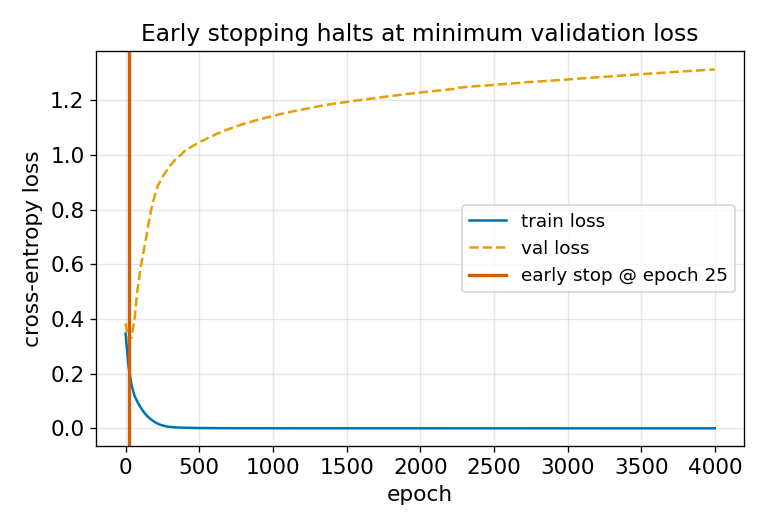 Early stopping halts at minimum validation loss
cross-entropy loss
1.2
1.0
0.8
0.6
0.4
0.2
0.0
train loss
val loss
early stop @ epoch 25
0 500 1000 1500 2000 2500 3000 3500 4000
epoch